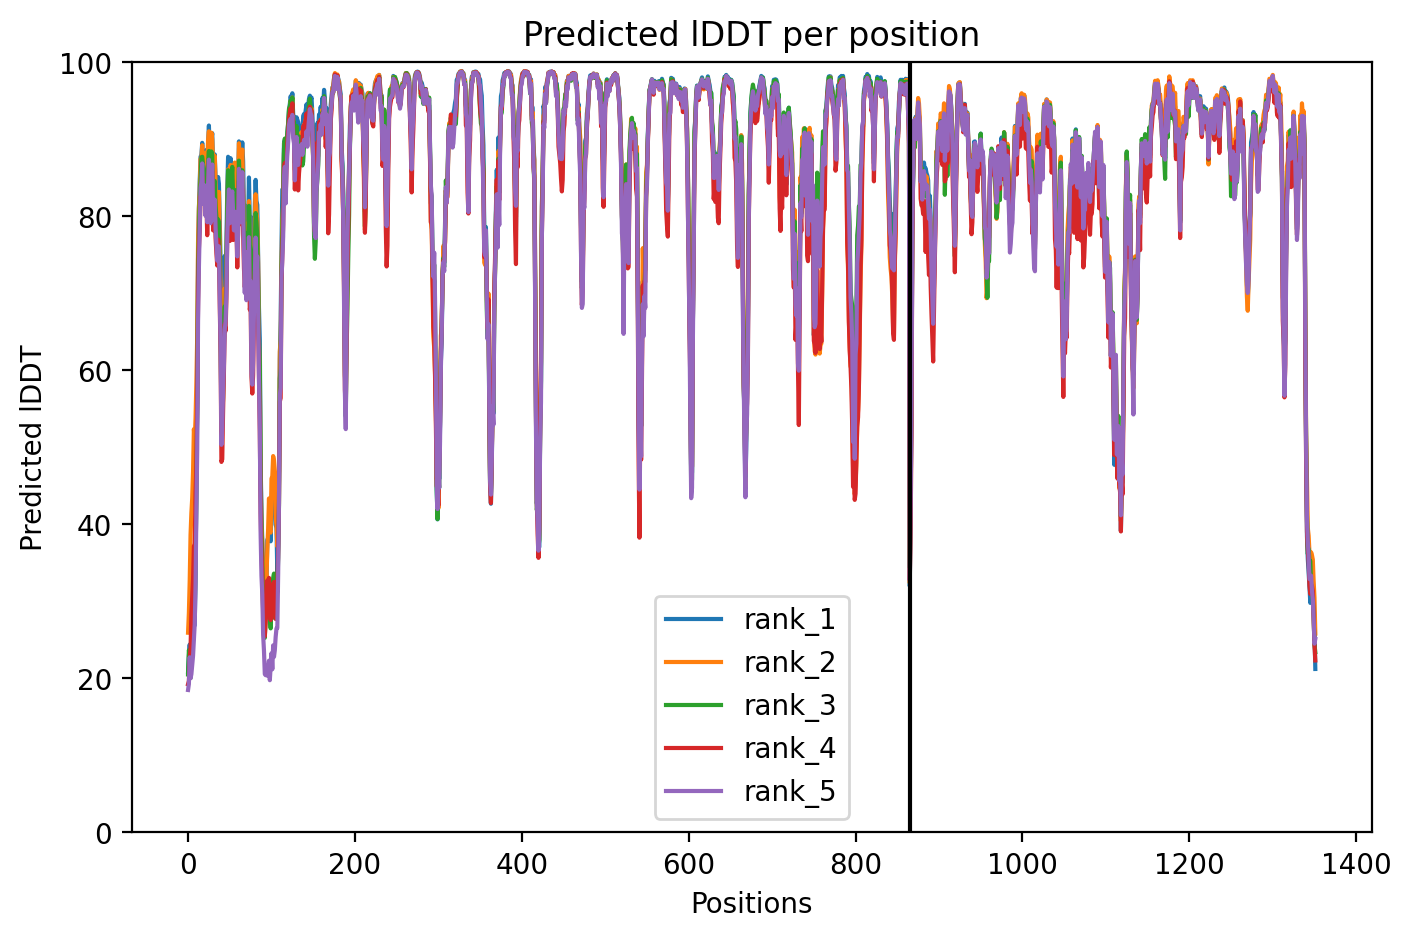 Predicted lDDT per position
Predicted lDDT
100
80
60
40
20
0
rank_1
rank_2
rank_3
rank_4
rank_5
0 200 400 600 800 1000 1200 1400
Positions